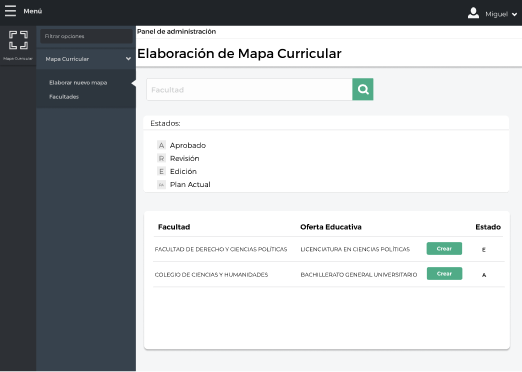 Menú
Miguel
Mapa Curricular
Filtrar opciones
Mapa Curricular
Elaborar nuevo mapa
Facultades
Panel de administración
Elaboración de Mapa Curricular
Facultad
Estados:
A Aprobado
R Revisión
E Edición
Plan Actual
Facultad Oferta Educativa Estado
FACULTAD DE DERECHO Y CIENCIAS POLÍTICAS LICENCIATURA EN CIENCIAS POLÍTICAS Crear E
COLEGIO DE CIENCIAS Y HUMANIDADES BACHILLERATO GENERAL UNIVERSITARIO Crear A